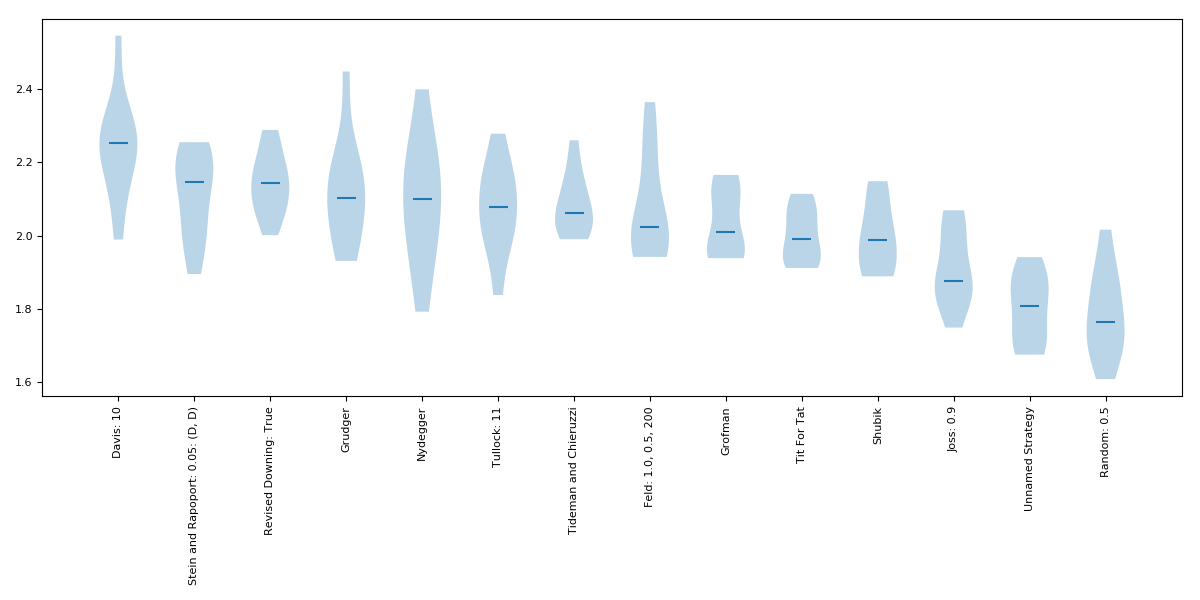 2.4
2.2
2.0
1.8
1.6
Davis: 10
Stein and Rapoport: 0.05: (D, D)
Revised Downing: True
Grudger
Nydegger
Tullock: 11
Tideman and Chieruzzi
Feld: 1.0, 0.5, 200
Grofman
Tit For Tat
Shubik
Joss: 0.9
Unnamed Strategy
Random: 0.5